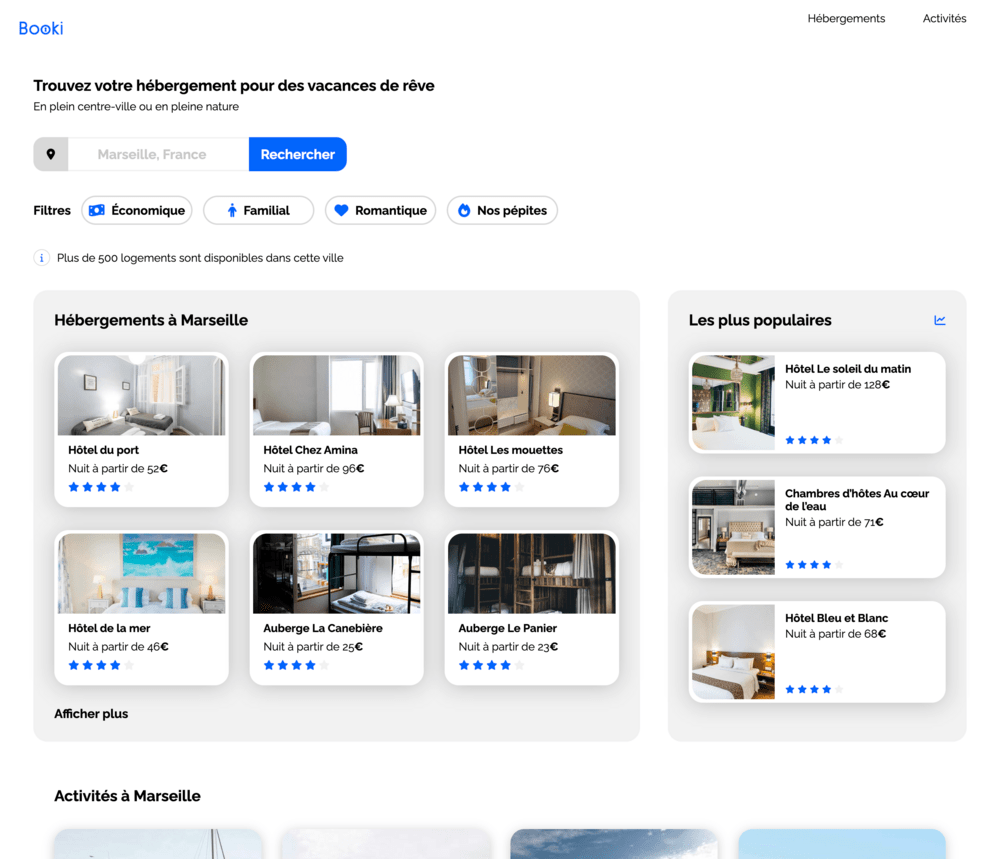 Booki
Hébergements
Activités
Trouvez votre hébergement pour des vacances de rêve
En plein centre-ville ou en pleine nature
Marseille, France
Rechercher
Filtres
Économique
Familial
Romantique
Nos pépites
Plus de 500 logements sont disponibles dans cette ville
Hébergements à Marseille
Hôtel du port
Nuit à partir de 52€
Hôtel Chez Amina
Nuit à partir de 96€
Hôtel Les mouettes
Nuit à partir de 76€
Hôtel de la mer
Nuit à partir de 46€
Auberge La Canebière
Nuit à partir de 25€
Auberge Le Panier
Nuit à partir de 23€
Afficher plus
Les plus populaires
Hôtel Le soleil du matin
Nuit à partir de 128€
Chambres d'hôtes Au cœur
de l'eau
Nuit à partir de 71€
Hôtel Bleu et Blanc
Nuit à partir de 68€
Activités à Marseille